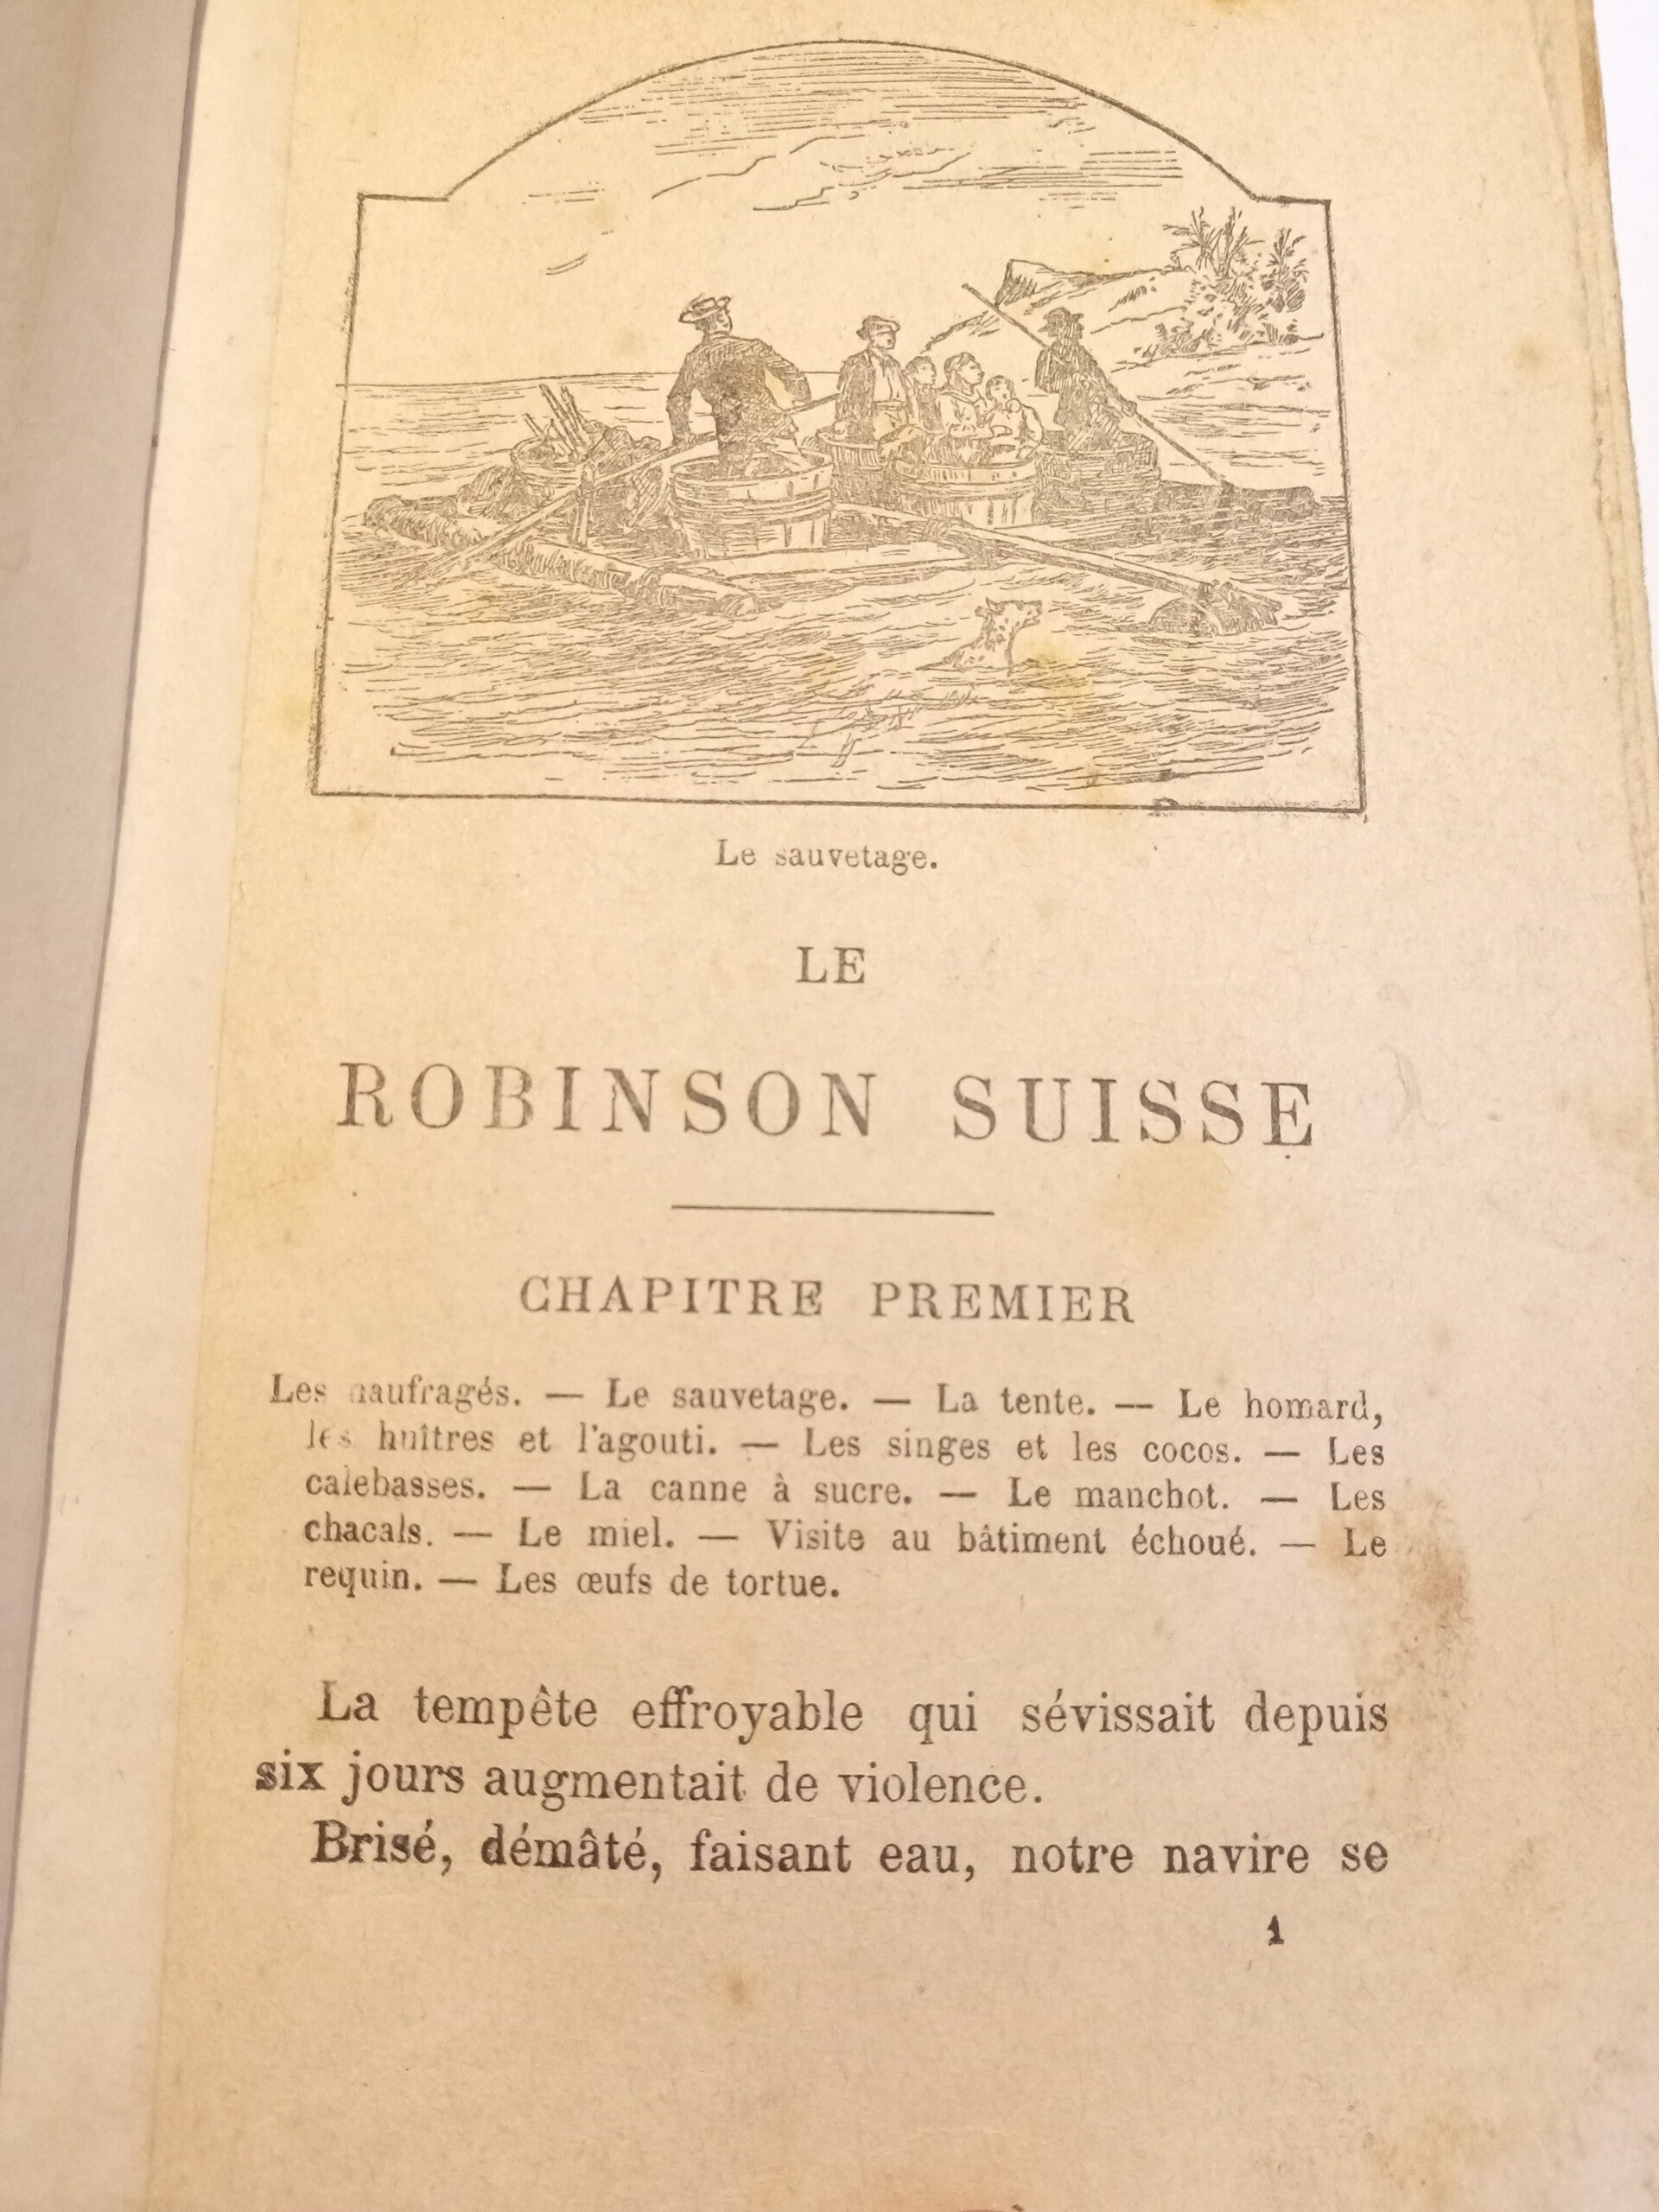 Le sauvetage.
LE
ROBINSON SUISSE
CHAPITRE PREMIER
Les naufragés. — Le sauvetage. — La tente. — Le homard,
les huîtres et l'agouti. — Les singes et les cocos. — Les
calebasses. — La canne à sucre. — Le manchot. — Les
chacals. — Le miel. — Visite au bâtiment échoué. — Le
requin. — Les œufs de tortue.
La tempête effroyable qui sévissait depuis
six jours augmentait de violence.
Brisé, démâté, faisant eau, notre navire se
1